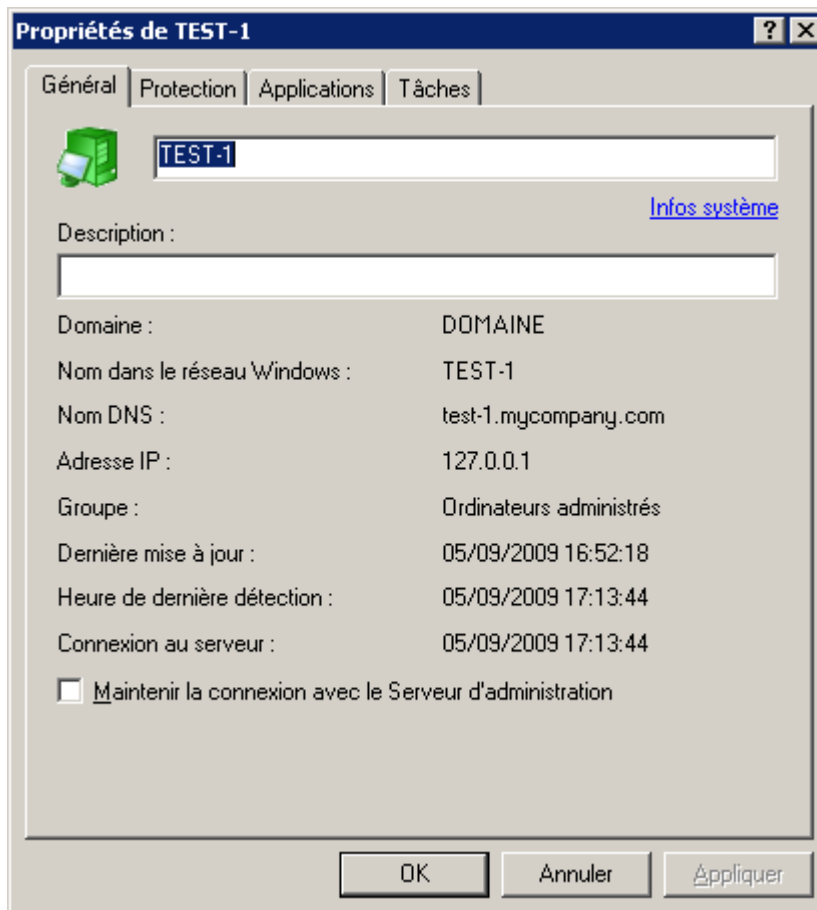 Propriétés de TEST-1
Général Protection Applications Tâches
TEST-1
Infos système
Description :
Domaine : DOMAINE
Nom dans le réseau Windows : TEST-1
Nom DNS : test-1.mycompany.com
Adresse IP : 127.0.0.1
Groupe : Ordinateurs administrés
Dernière mise à jour : 05/09/2009 16:52:18
Heure de dernière détection : 05/09/2009 17:13:44
Connexion au serveur : 05/09/2009 17:13:44
Maintenir la connexion avec le Serveur d'administration
OK Annuler Appliquer